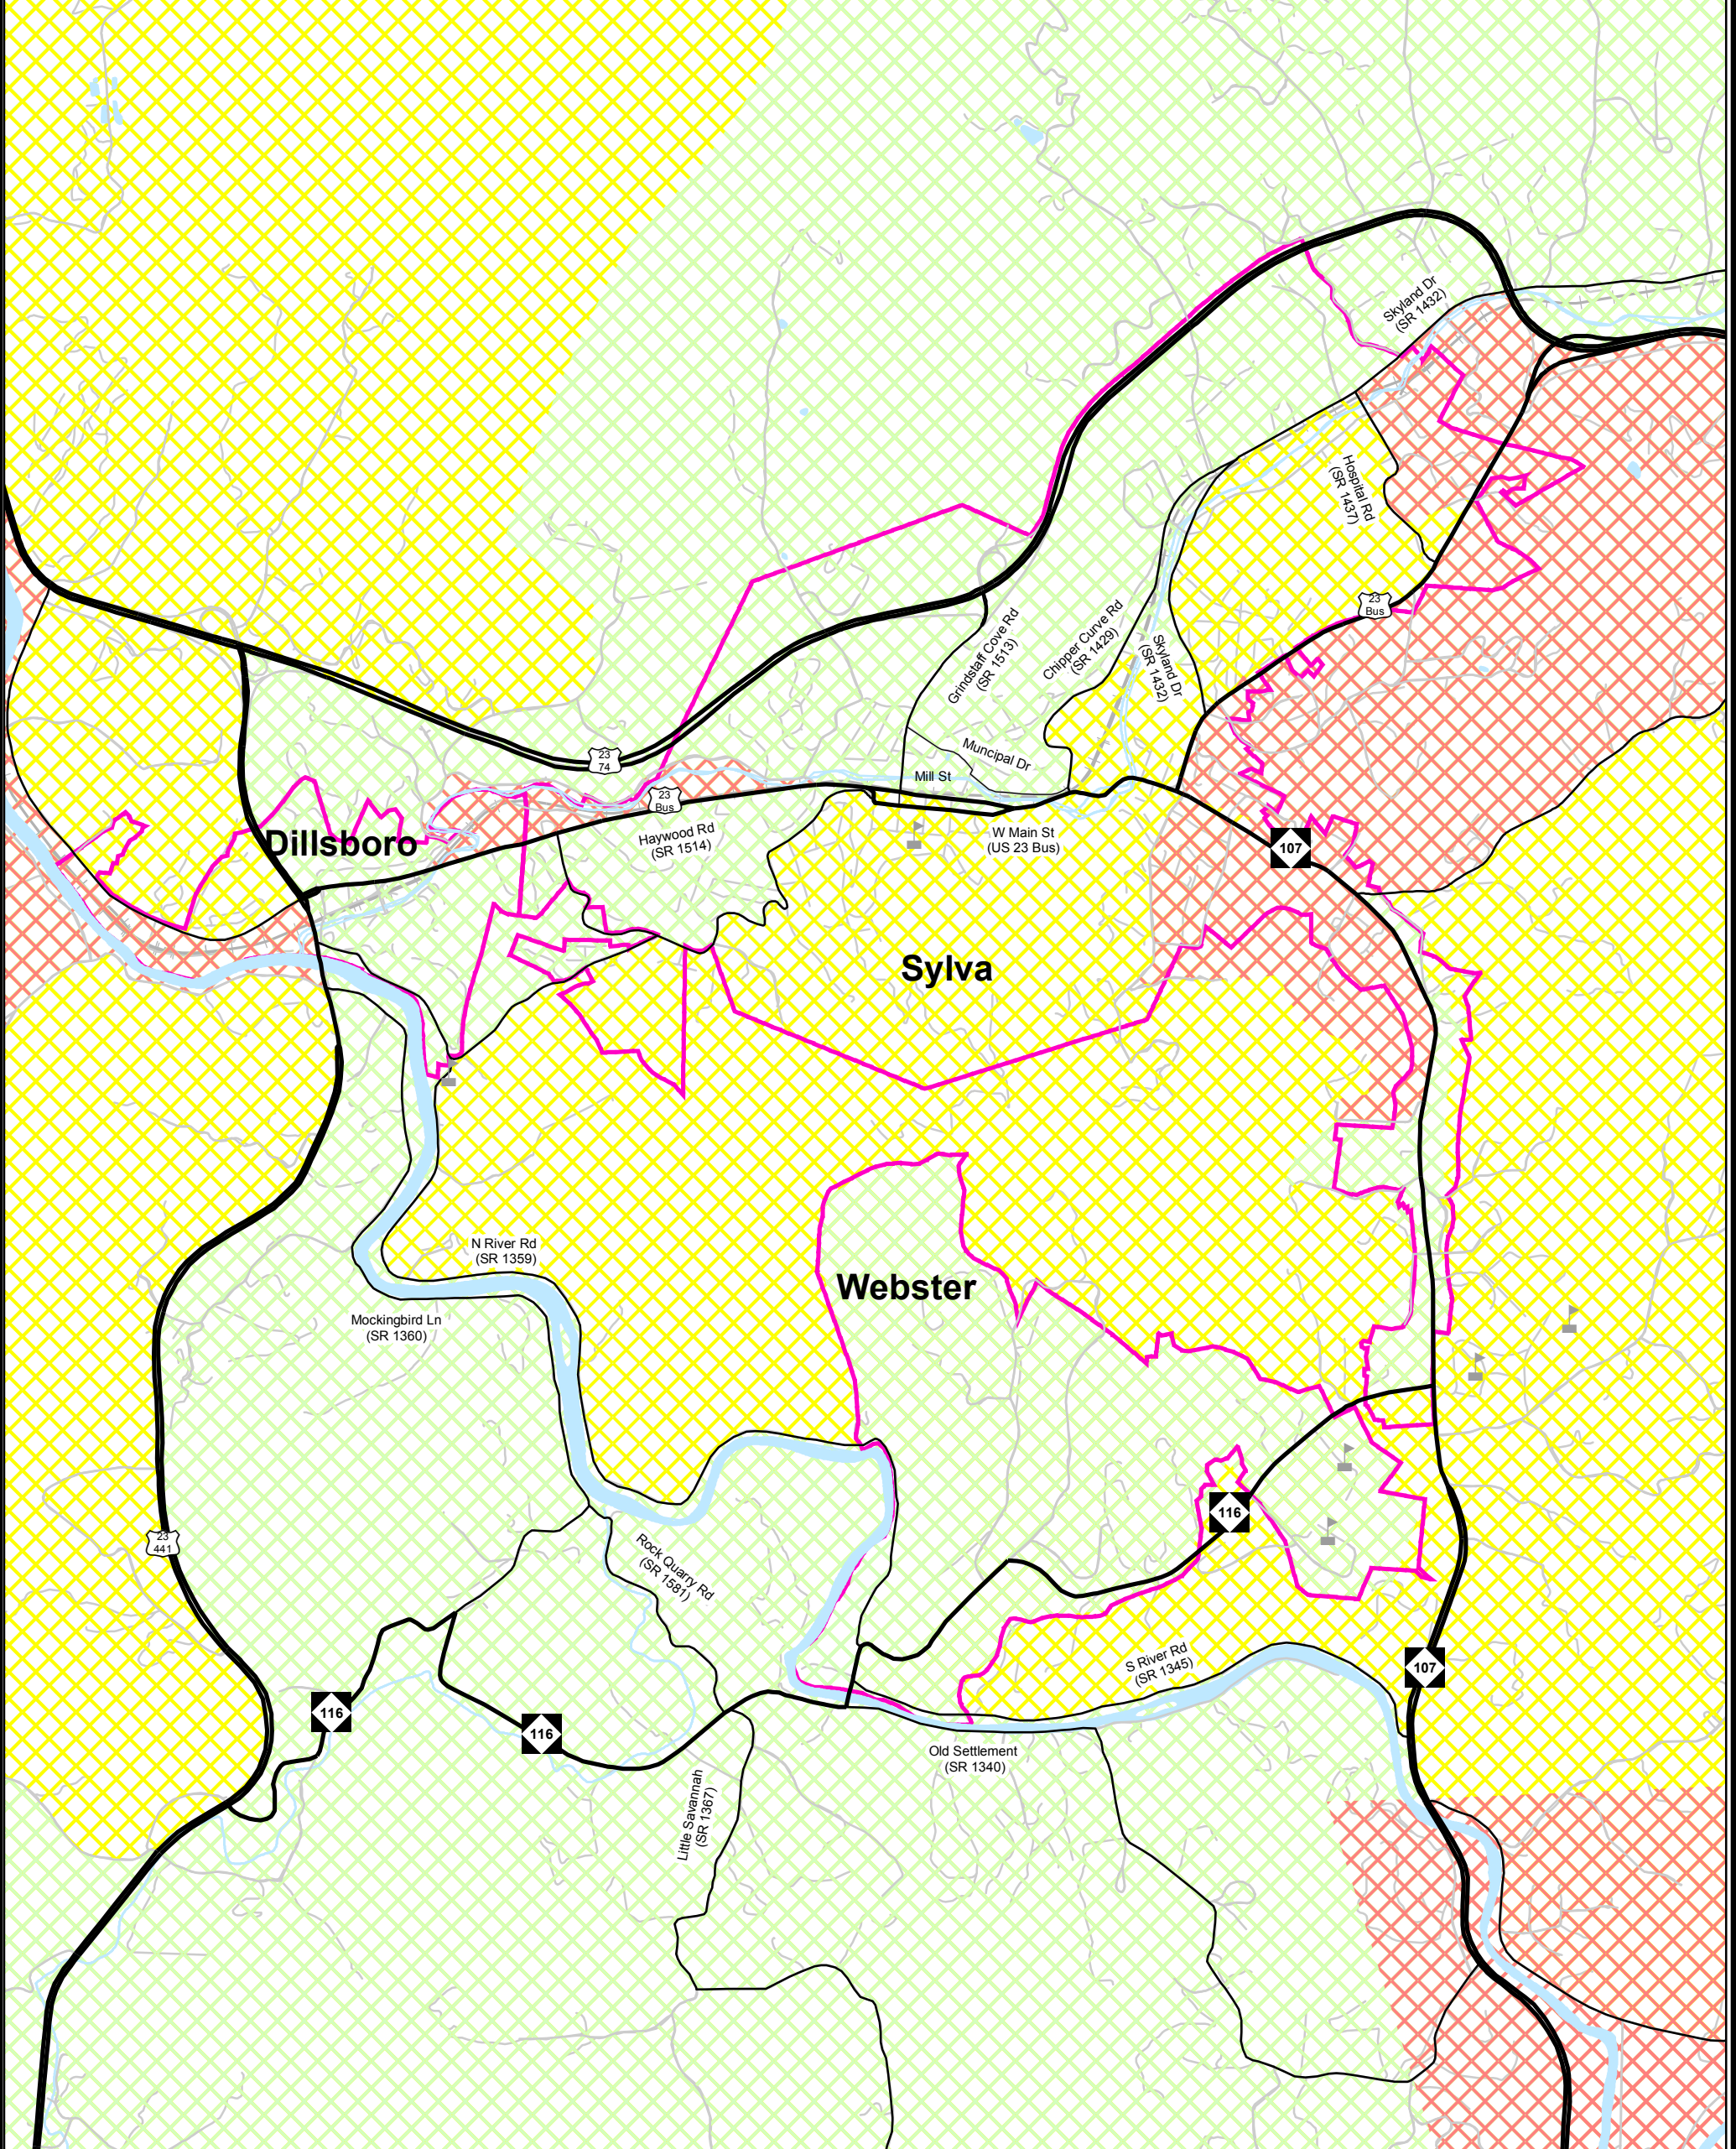 Skyland Dr
(SR 1432)
Hospital Rd
(SR 1437)
23
Bus
Grindstaff Cove Rd
(SR 1513)
Chipper Curve Rd
(SR 1429)
Skyland Dr
(SR 1432)
Muncipal Dr
23
74
Mill St
23
Bus
Dillsboro
Haywood Rd
(SR 1514)
W Main St
(US 23 Bus)
107
Sylva
N River Rd
(SR 1359)
Webster
Mockingbird Ln
(SR 1360)
116
23
441
Rock Quarry Rd
(SR 1581)
S River Rd
(SR 1345)
107
116
116
Old Settlement
(SR 1340)
Little Savannah
(SR 1367)